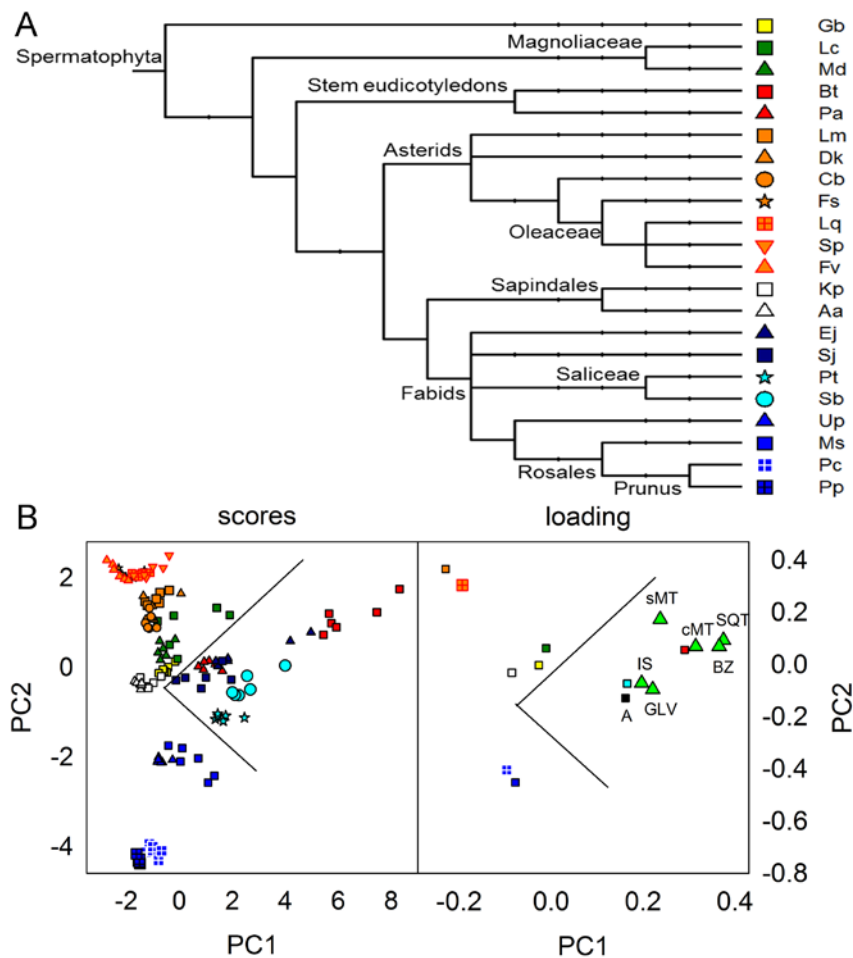 A
Spermatophyta
Magnoliaceae
Stem eudicotyledons
Asterids
Oleaceae
Sapindales
Saliceae
Fabids
Rosales
Prunus
Gb
Lc
Md
Bt
Pa
Lm
Dk
Cb
Fs
Lq
Sp
Fv
Kp
Aa
Ej
Sj
Pt
Sb
Up
Ms
Pc
Pp
B
scores
loading
2
0
-2
-4
PC2
-2 0 2 4 6 8
PC1
sMT
cMT
SQT
BZ
IS
GLV
A
0.4
0.2
0.0
-0.2
-0.4
-0.6
-0.8
PC2
-0.2 0.0 0.2 0.4
PC1